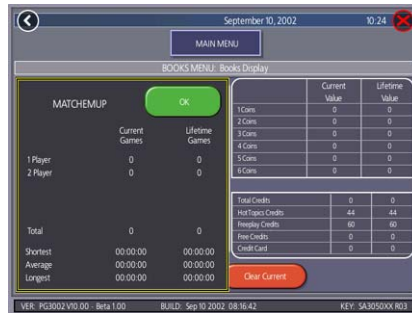 September 10, 2002 10:24
MAIN MENU
BOOKS MENU: Books Display
MATCHEMUP OK
Current Games Lifetime Games
1 Player 0 0
2 Player 0 0
Total 0 0
Shortest 00:00:00 00:00:00
Average 00:00:00 00:00:00
Longest 00:00:00 00:00:00
Current Value Lifetime Value
1 Coins 0 0
2 Coins 0 0
3 Coins 0 0
4 Coins 0 0
5 Coins 0 0
6 Coins 0 0
Total Credits 0 0
HotTopics Credits 44 44
Freeplay Credits 60 60
Free Credits 0 0
Credit Card 0 0
Clear Current
VER: PG3002 V10.00 - Beta 1.00 BUILD: Sep 10 2002 08:16:42 KEY: SA3050XX R03